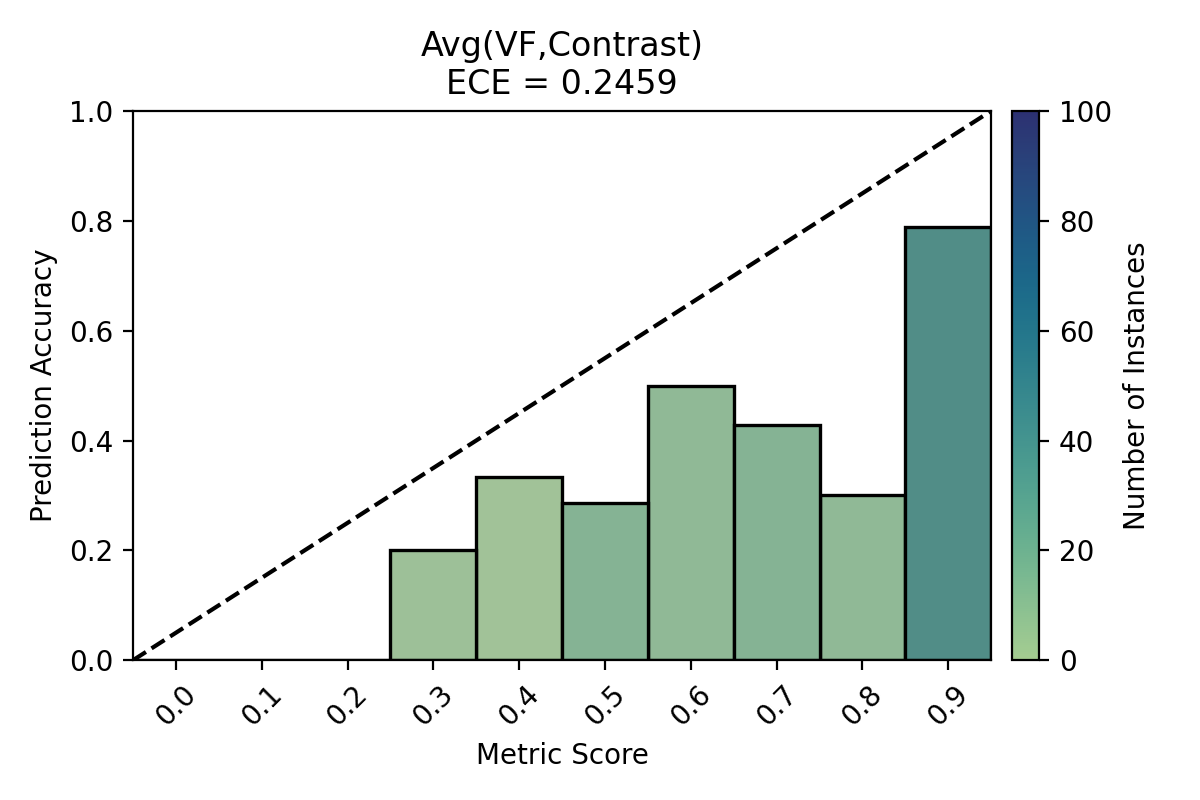 Avg(VF,Contrast)
ECE = 0.2459
Prediction Accuracy
1.0
0.8
0.6
0.4
0.2
0.0
0.0 0.1 0.2 0.3 0.4 0.5 0.6 0.7 0.8 0.9
Metric Score
100
80
60
40
20
0
Number of Instances